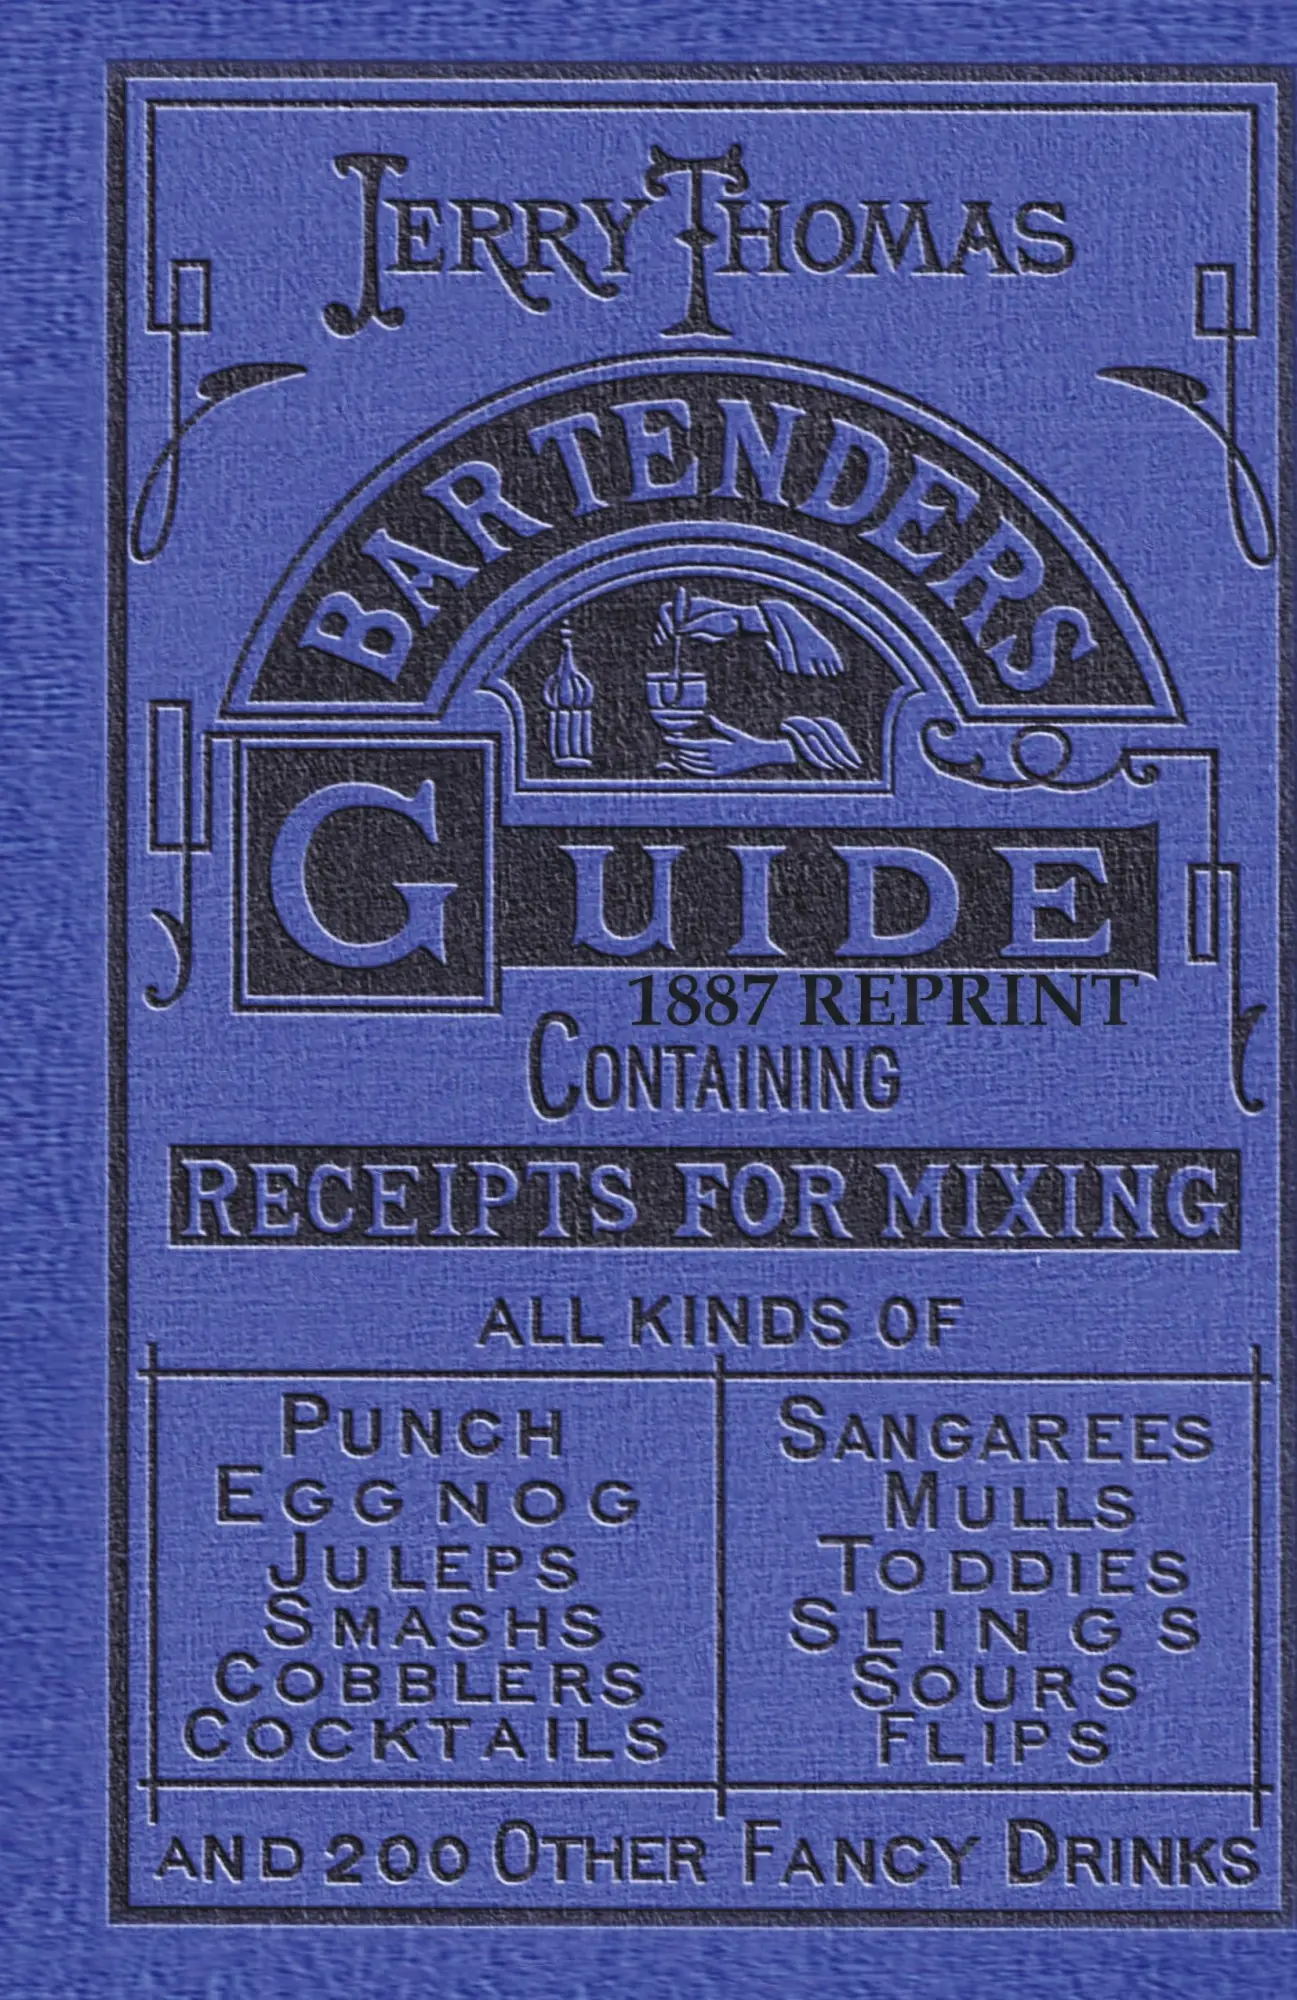 JERRY THOMAS
BARTENDERS
GUIDE
1887 REPRINT
CONTAINING
RECEIPTS FOR MIXING
ALL KINDS OF
PUNCH
EGGNOG
JULEPS
SMASHS
COBBLERS
COCKTAILS
SANGAREES
MULLS
TODDIES
SLINGS
SOURS
FLIPS
AND 200 OTHER FANCY DRINKS